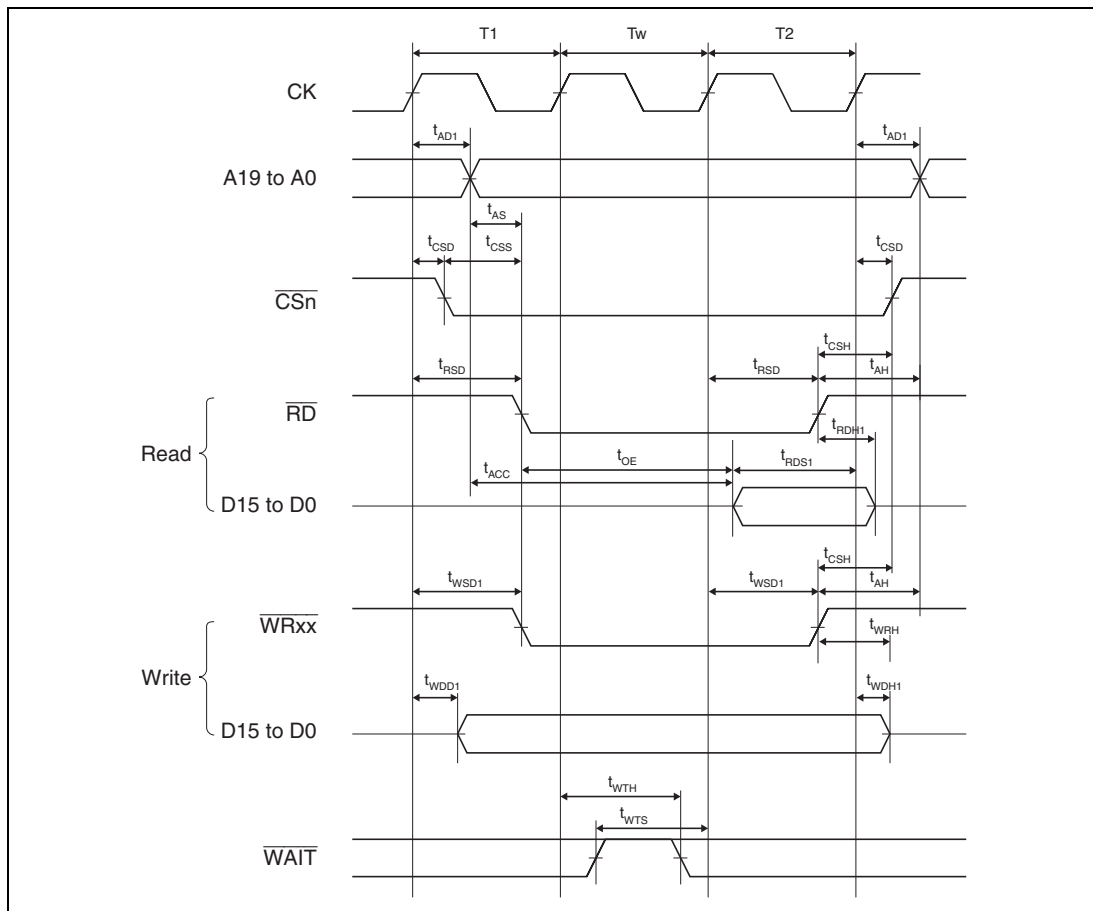 T1 Tw T2
CK
tAD1 tAD1
A19 to A0
tAS
tCSD tCSS tCSD
CSn
tCSH
tRSD tRSD tAH
RD
tRDH1
Read
tOE tRDS1
tACC
D15 to D0
tCSH
tWSD1 tWSD1 tAH
WRxx
tWRH
Write
tWDD1 tWDH1
D15 to D0
tWTH
tWTS
WAIT